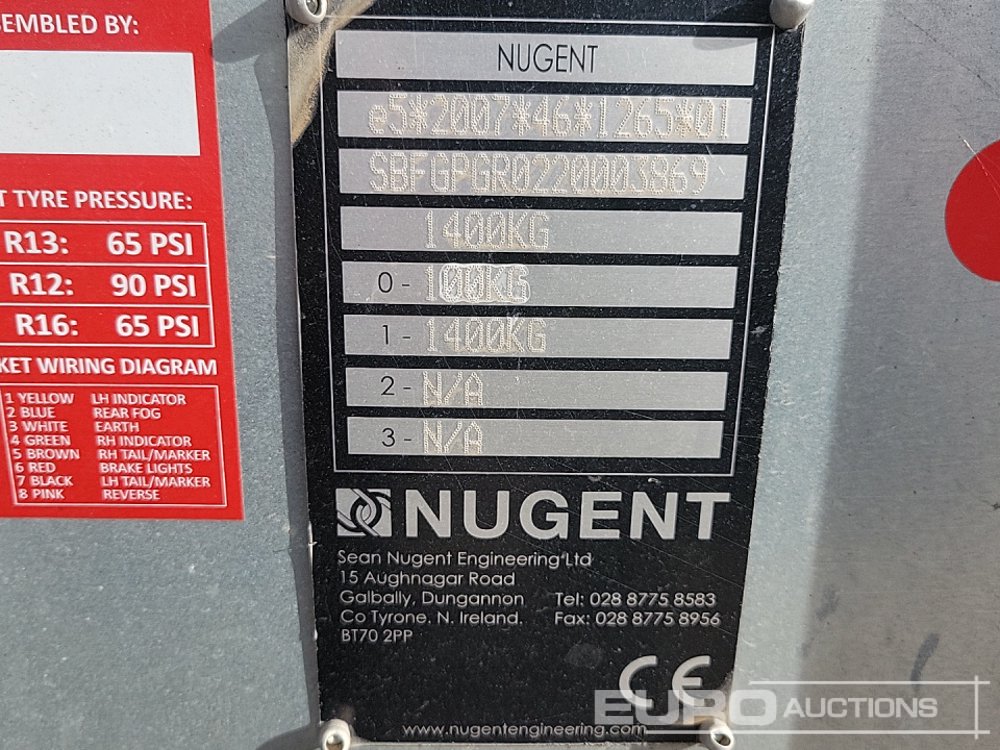 SEMBLED BY:
T TYRE PRESSURE:
R13: 65 PSI
R12: 90 PSI
R16: 65 PSI
KET WIRING DIAGRAM
1 YELLOW LH INDICATOR
2 BLUE REAR FOG
3 WHITE EARTH
4 GREEN RH INDICATOR
5 BROWN RH TAIL/MARKER
6 RED BRAKE LIGHTS
7 BLACK LH TAIL/MARKER
8 PINK REVERSE
NUGENT
e5*2007*46*1265*01
SBFGPGR0220003869
1400KG
0 - 100KG
1 - 1400KG
2 - N/A
3 - N/A
NUGENT
Sean Nugent Engineering Ltd
15 Aughnagar Road
Galbally, Dungannon Tel: 028 8775 8583
Co Tyrone. N. Ireland. Fax: 028 8775 8956
BT70 2PP
CE
www.nugentengineering.com
EURO AUCTIONS